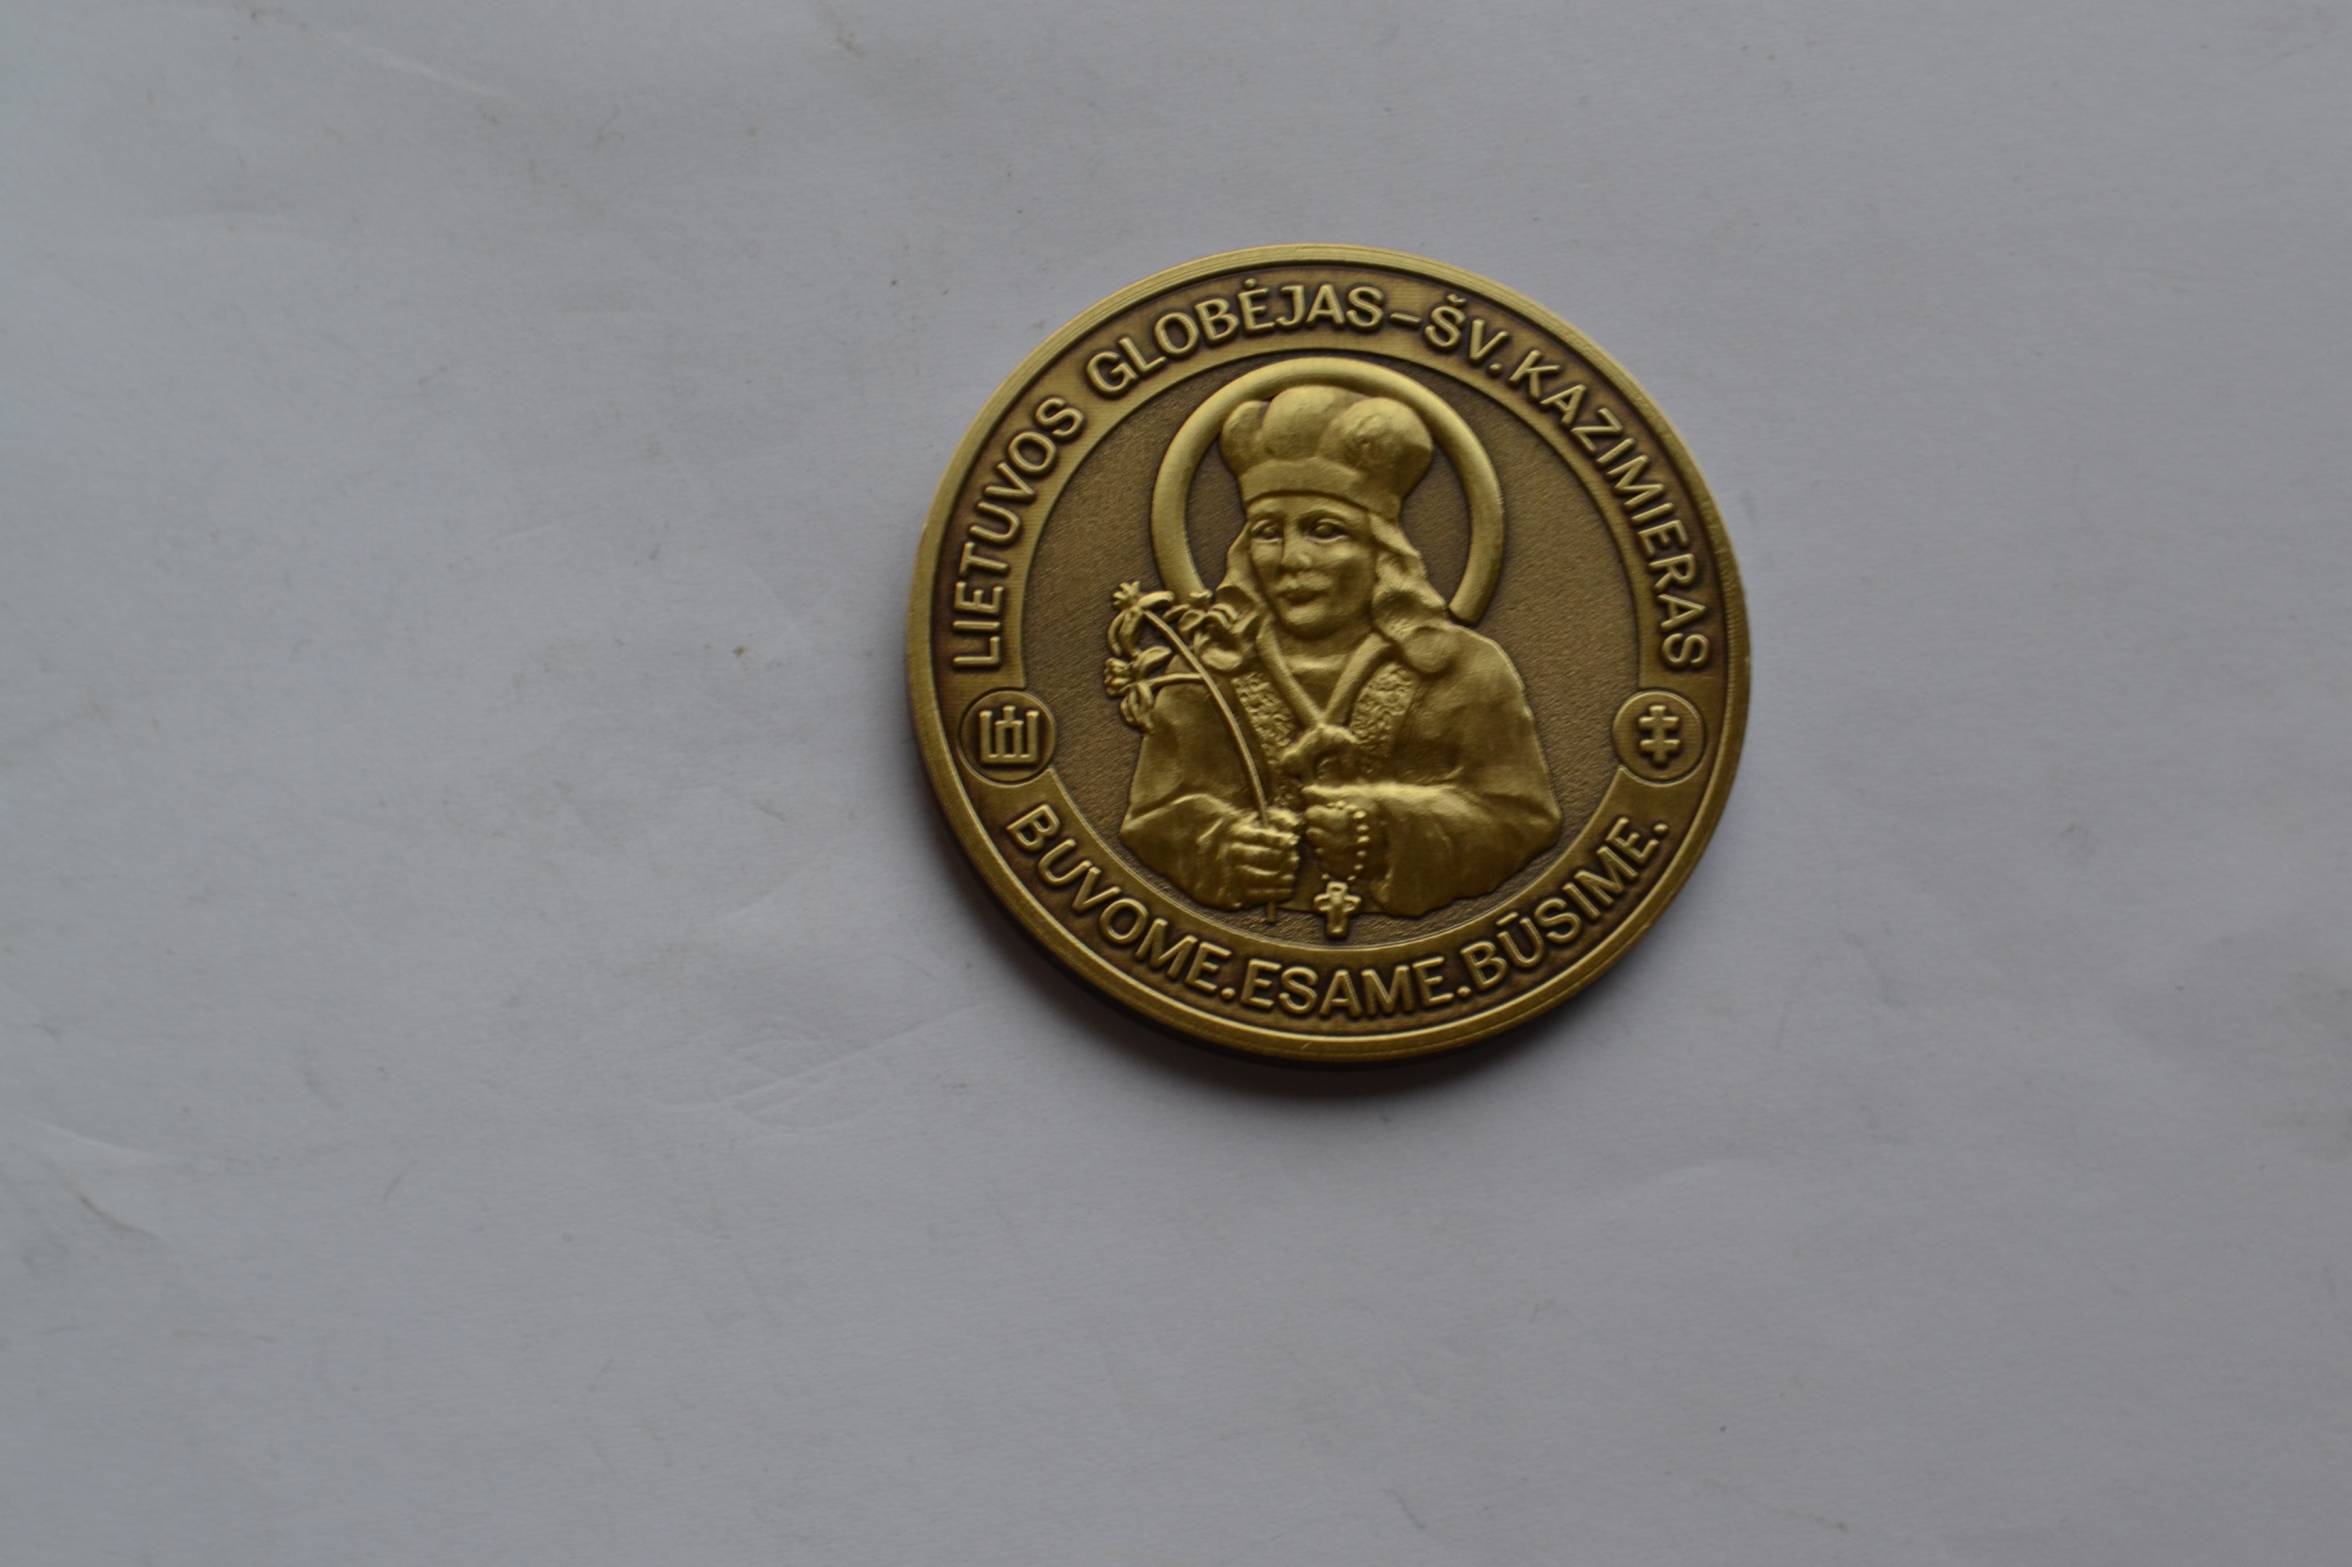 LIETUVOS GLOBĖJAS–ŠV. KAZIMIERAS
BUVOME.ESAME.BŪSIME.